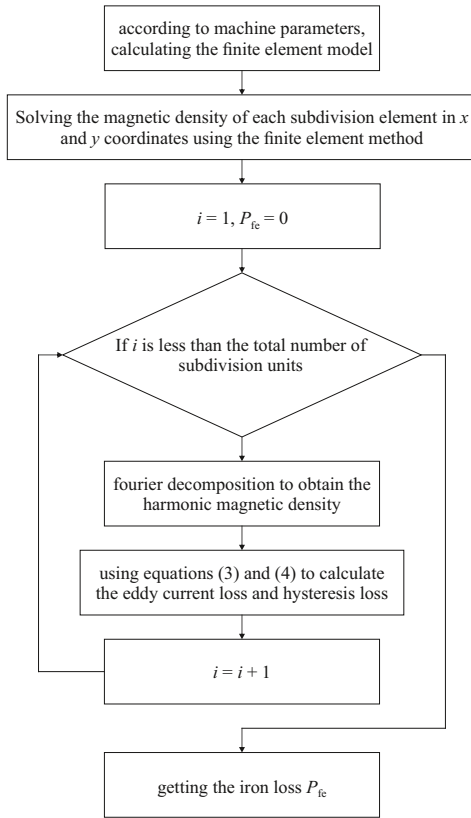 according to machine parameters,
calculating the finite element model
Solving the magnetic density of each subdivision element in x
and y coordinates using the finite element method
i = 1, P_fe = 0
If i is less than the total number of
subdivision units
fourier decomposition to obtain the
harmonic magnetic density
using equations (3) and (4) to calculate
the eddy current loss and hysteresis loss
i = i + 1
getting the iron loss P_fe